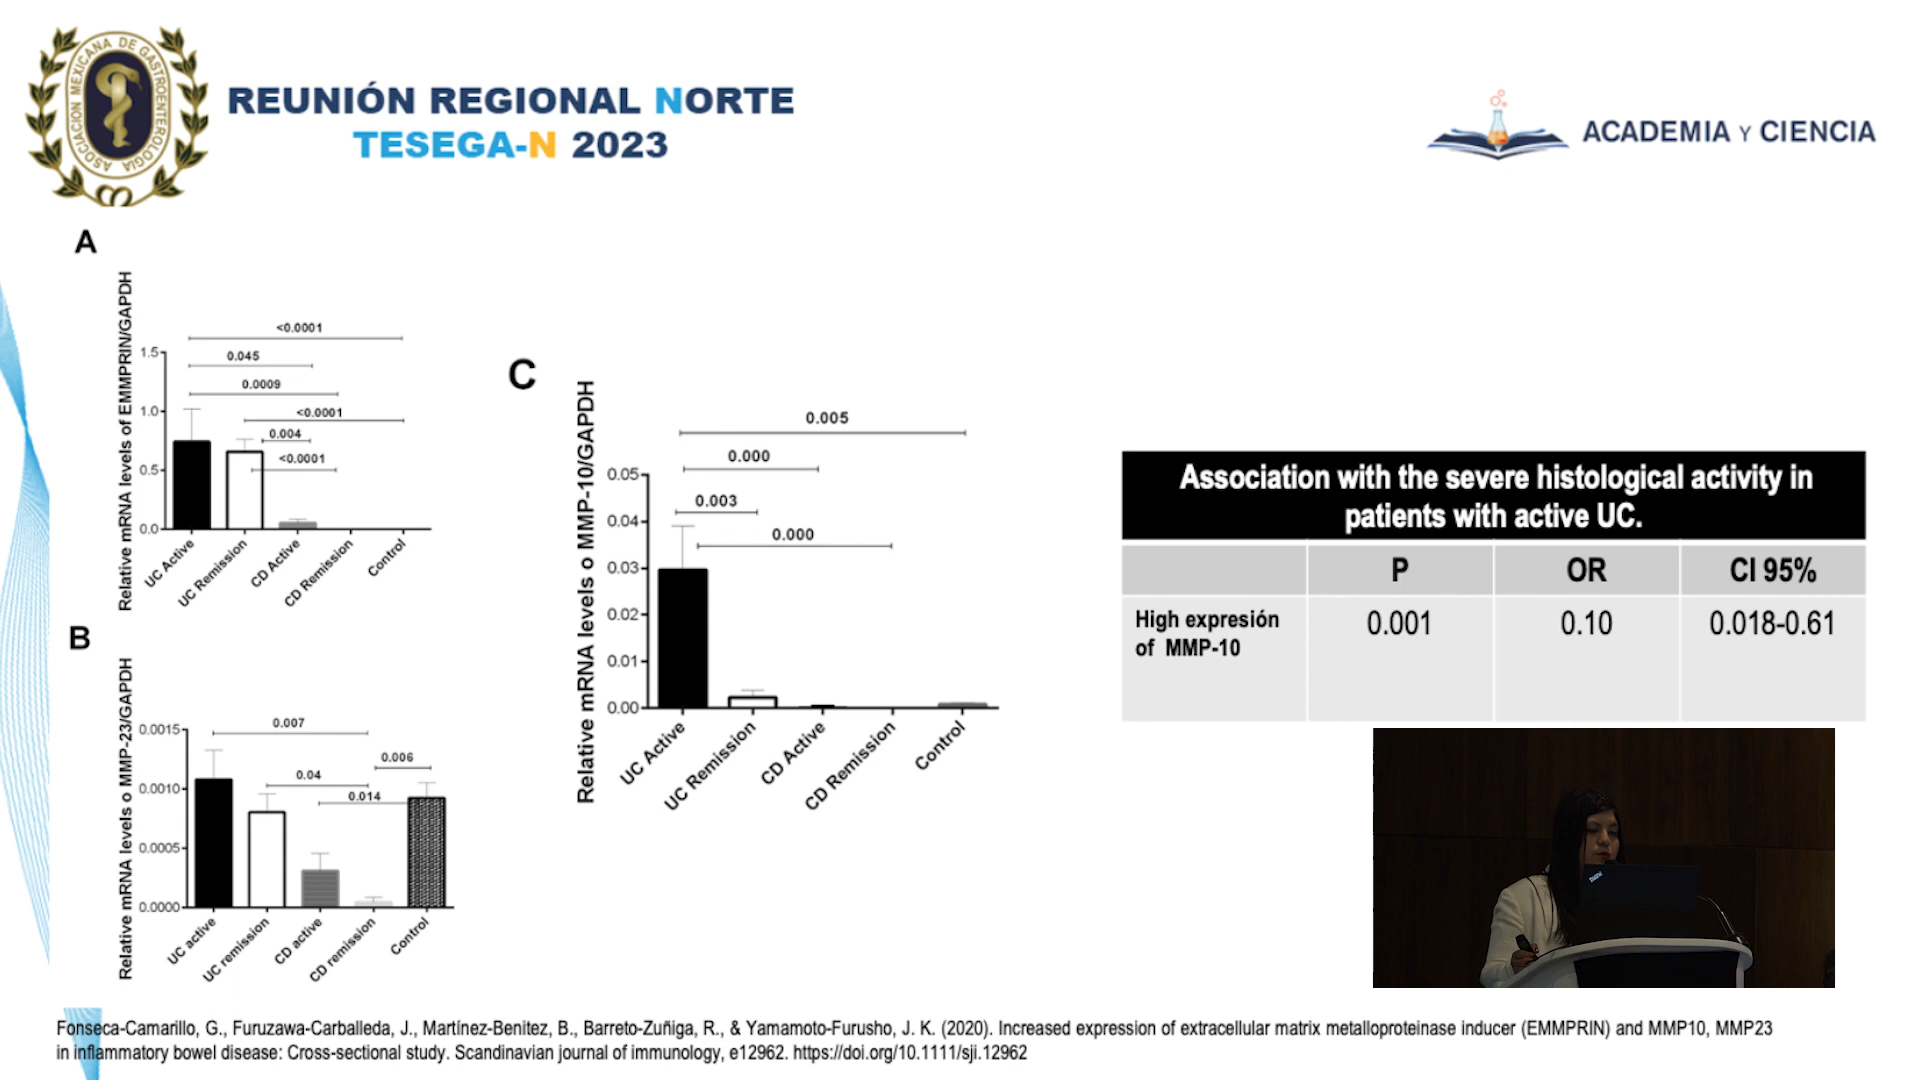 ASOCIACION MEXICANA DE GASTROENTEROLOGIA
REUNIÓN REGIONAL NORTE
TESEGA-N 2023
ACADEMIA Y CIENCIA
A
Relative mRNA levels of EMMPRIN/GAPDH
<0.0001
0.045
0.0009
<0.0001
0.004
<0.0001
1.5
1.0
0.5
0.0
UC Active
UC Remission
CD Active
CD Remission
Control
B
Relative mRNA levels o MMP-23/GAPDH
0.007
0.006
0.04
0.014
0.0015
0.0010
0.0005
0.0000
UC active
UC remission
CD active
CD remission
Control
C
Relative mRNA levels o MMP-10/GAPDH
0.005
0.000
0.003
0.000
0.05
0.04
0.03
0.02
0.01
0.00
UC Active
UC Remission
CD Active
CD Remission
Control
Association with the severe histological activity in
patients with active UC.
P OR CI 95%
High expresión
of MMP-10
0.001 0.10 0.018-0.61
ThinkPad
Fonseca-Camarillo, G., Furuzawa-Carballeda, J., Martínez-Benitez, B., Barreto-Zuñiga, R., & Yamamoto-Furusho, J. K. (2020). Increased expression of extracellular matrix metalloproteinase inducer (EMMPRIN) and MMP10, MMP23
in inflammatory bowel disease: Cross-sectional study. Scandinavian journal of immunology, e12962. https://doi.org/10.1111/sji.12962